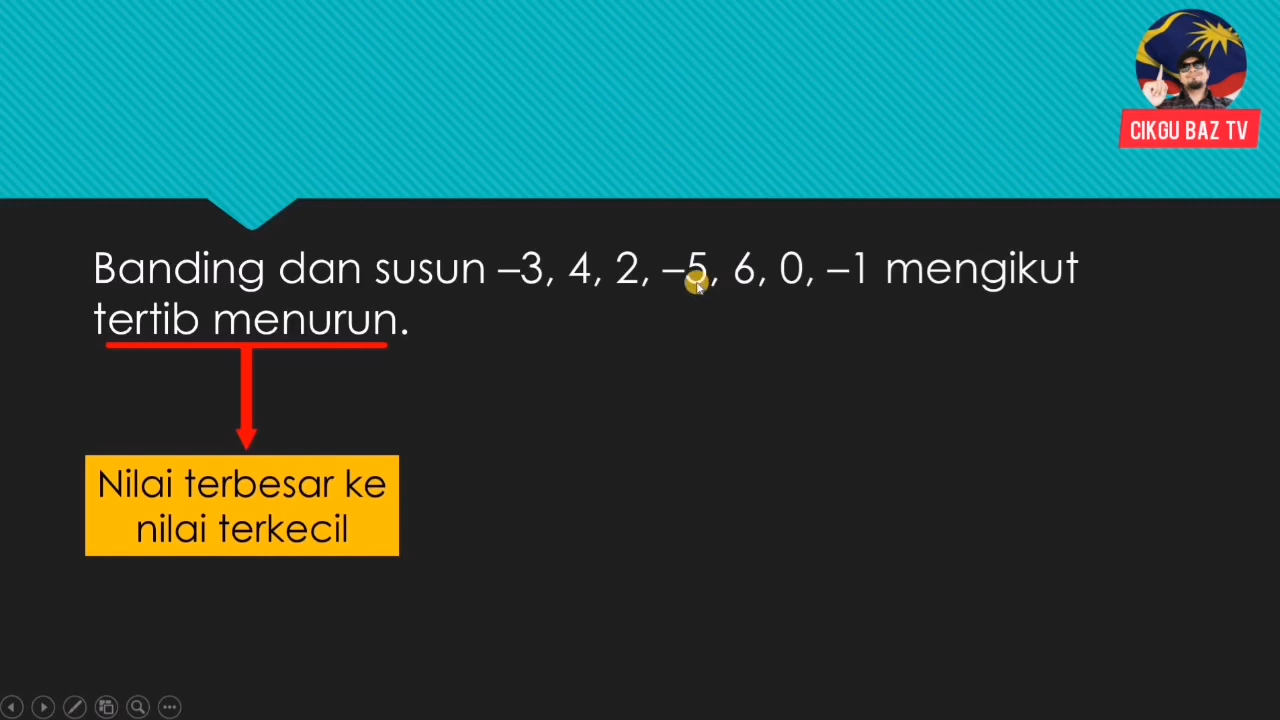 CIKGU BAZ TV
Banding dan susun –3, 4, 2, –5, 6, 0, –1 mengikut
tertib menurun.
Nilai terbesar ke
nilai terkecil